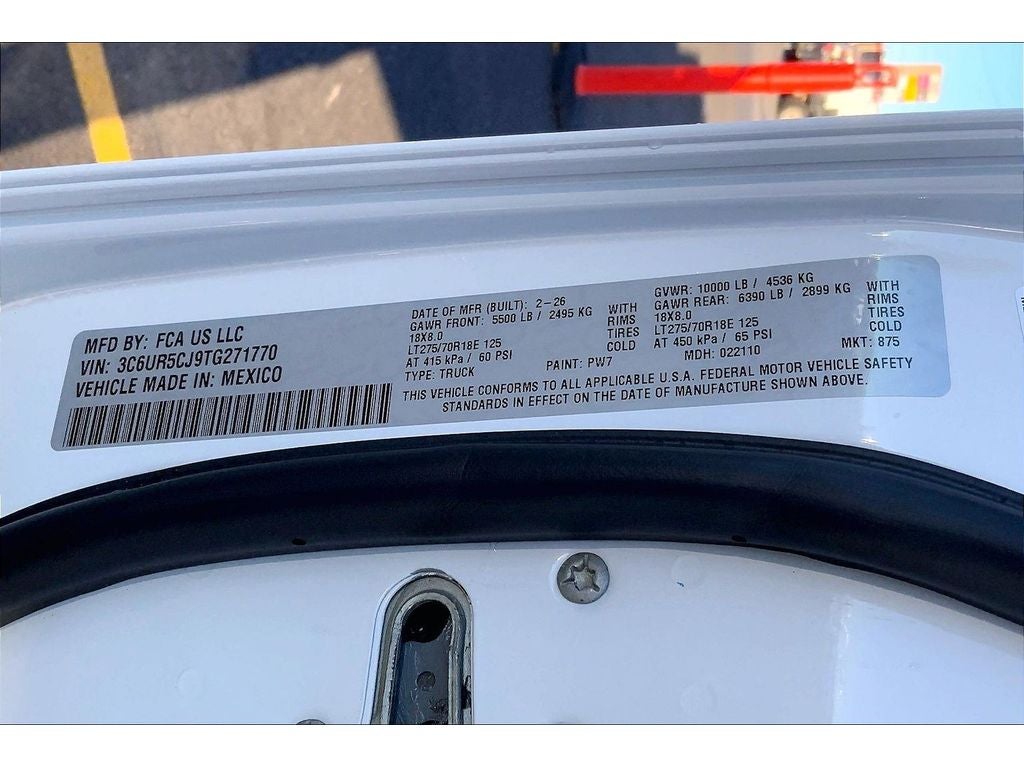 MFD BY: FCA US LLC
VIN: 3C6UR5CJ9TG271770
VEHICLE MADE IN: MEXICO
DATE OF MFR (BUILT): 2-26
GAWR FRONT: 5500 LB / 2495 KG WITH
18X8.0 RIMS
LT275/70R18E 125 TIRES
AT 415 kPa / 60 PSI COLD
TYPE: TRUCK PAINT: PW7
GVWR: 10000 LB / 4536 KG
GAWR REAR: 6390 LB / 2899 KG WITH
18X8.0 RIMS
LT275/70R18E 125 TIRES
AT 450 kPa / 65 PSI COLD
MDH: 022110 MKT: 875
THIS VEHICLE CONFORMS TO ALL APPLICABLE U.S.A. FEDERAL MOTOR VEHICLE SAFETY
STANDARDS IN EFFECT ON THE DATE OF MANUFACTURE SHOWN ABOVE.